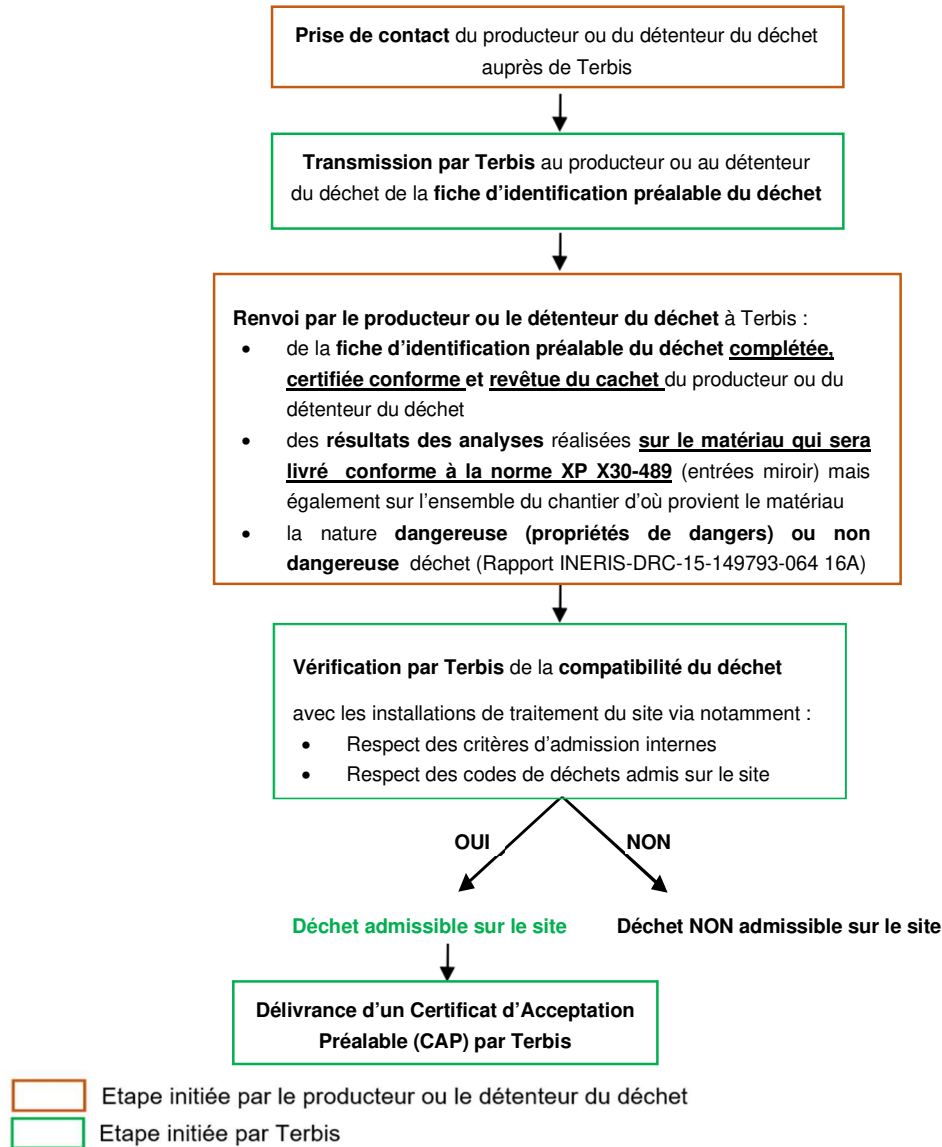 Prise de contact du producteur ou du détenteur du déchet
auprès de Terbis
Transmission par Terbis au producteur ou au détenteur
du déchet de la fiche d'identification préalable du déchet
Renvoi par le producteur ou le détenteur du déchet à Terbis :
• de la fiche d'identification préalable du déchet complétée,
certifiée conforme et revêtue du cachet du producteur ou du
détenteur du déchet
• des résultats des analyses réalisées sur le matériau qui sera
livré conforme à la norme XP X30-489 (entrées miroir) mais
également sur l'ensemble du chantier d'où provient le matériau
• la nature dangereuse (propriétés de dangers) ou non
dangereuse déchet (Rapport INERIS-DRC-15-149793-064 16A)
Vérification par Terbis de la compatibilité du déchet
avec les installations de traitement du site via notamment :
• Respect des critères d'admission internes
• Respect des codes de déchets admis sur le site
OUI
NON
Déchet admissible sur le site
Déchet NON admissible sur le site
Délivrance d'un Certificat d'Acceptation
Préalable (CAP) par Terbis
Etape initiée par le producteur ou le détenteur du déchet
Etape initiée par Terbis